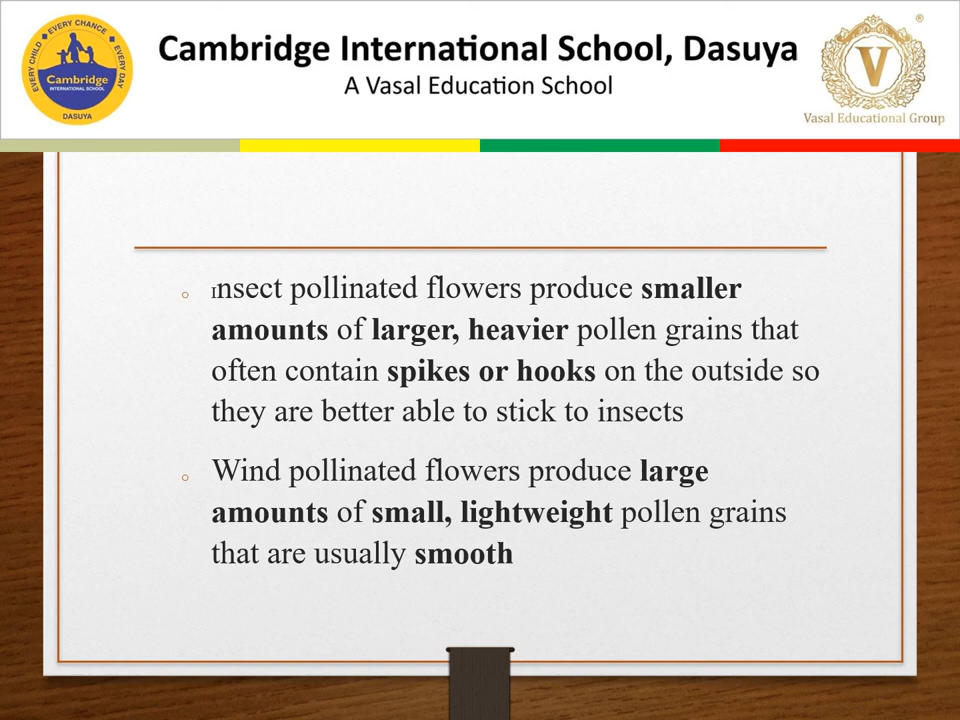 EVERY CHILD ◆ EVERY CHANCE ◆ EVERY DAY
Cambridge
INTERNATIONAL SCHOOL
DASUYA
Cambridge International School, Dasuya
A Vasal Education School
®
V
Vasal Educational Group
Insect pollinated flowers produce smaller
amounts of larger, heavier pollen grains that
often contain spikes or hooks on the outside so
they are better able to stick to insects
Wind pollinated flowers produce large
amounts of small, lightweight pollen grains
that are usually smooth